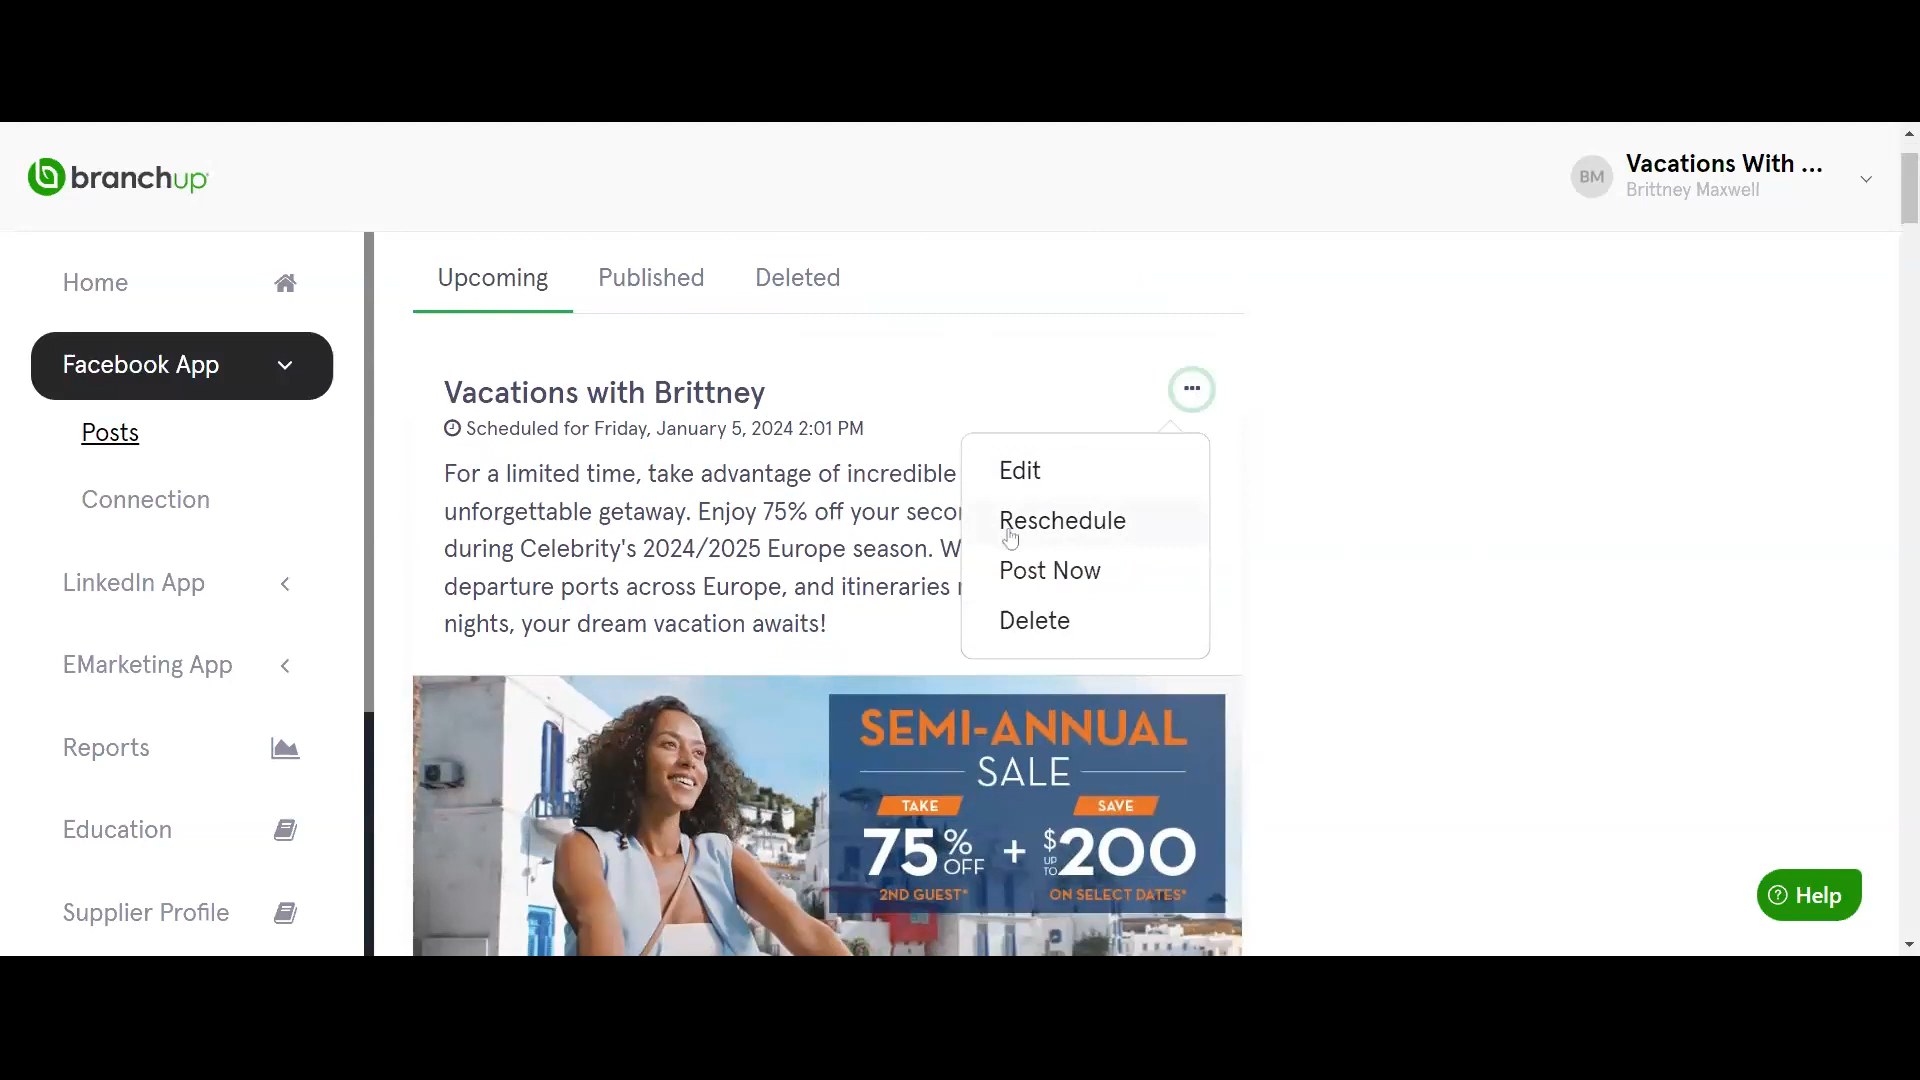 branchup
BM
Vacations With ...
Brittney Maxwell
Home
Facebook App
Posts
Connection
LinkedIn App
EMarketing App
Reports
Education
Supplier Profile
Upcoming
Published
Deleted
Vacations with Brittney
Scheduled for Friday, January 5, 2024 2:01 PM
For a limited time, take advantage of incredible
unforgettable getaway. Enjoy 75% off your secon
during Celebrity's 2024/2025 Europe season. W
departure ports across Europe, and itineraries
nights, your dream vacation awaits!
Edit
Reschedule
Post Now
Delete
SEMI-ANNUAL
SALE
TAKE
75% OFF
2ND GUEST*
+
SAVE
UP TO $200
ON SELECT DATES*
Help